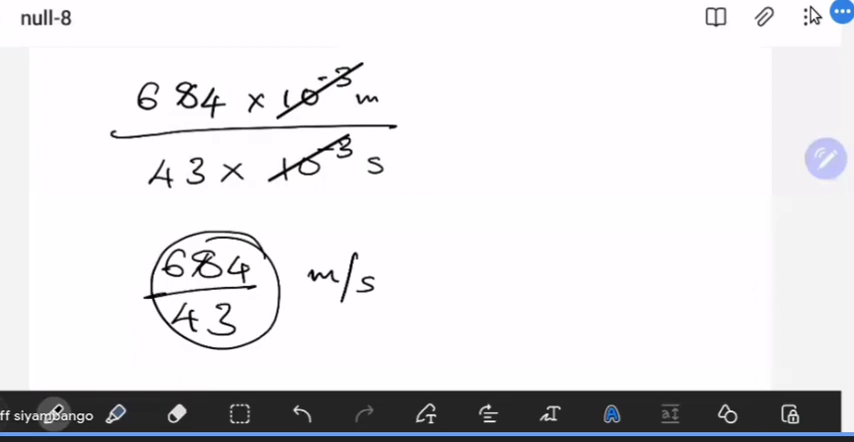 null-8
684 × 10⁻³ m
43 × 10⁻³ s
684
43
m/s
ff siyambango